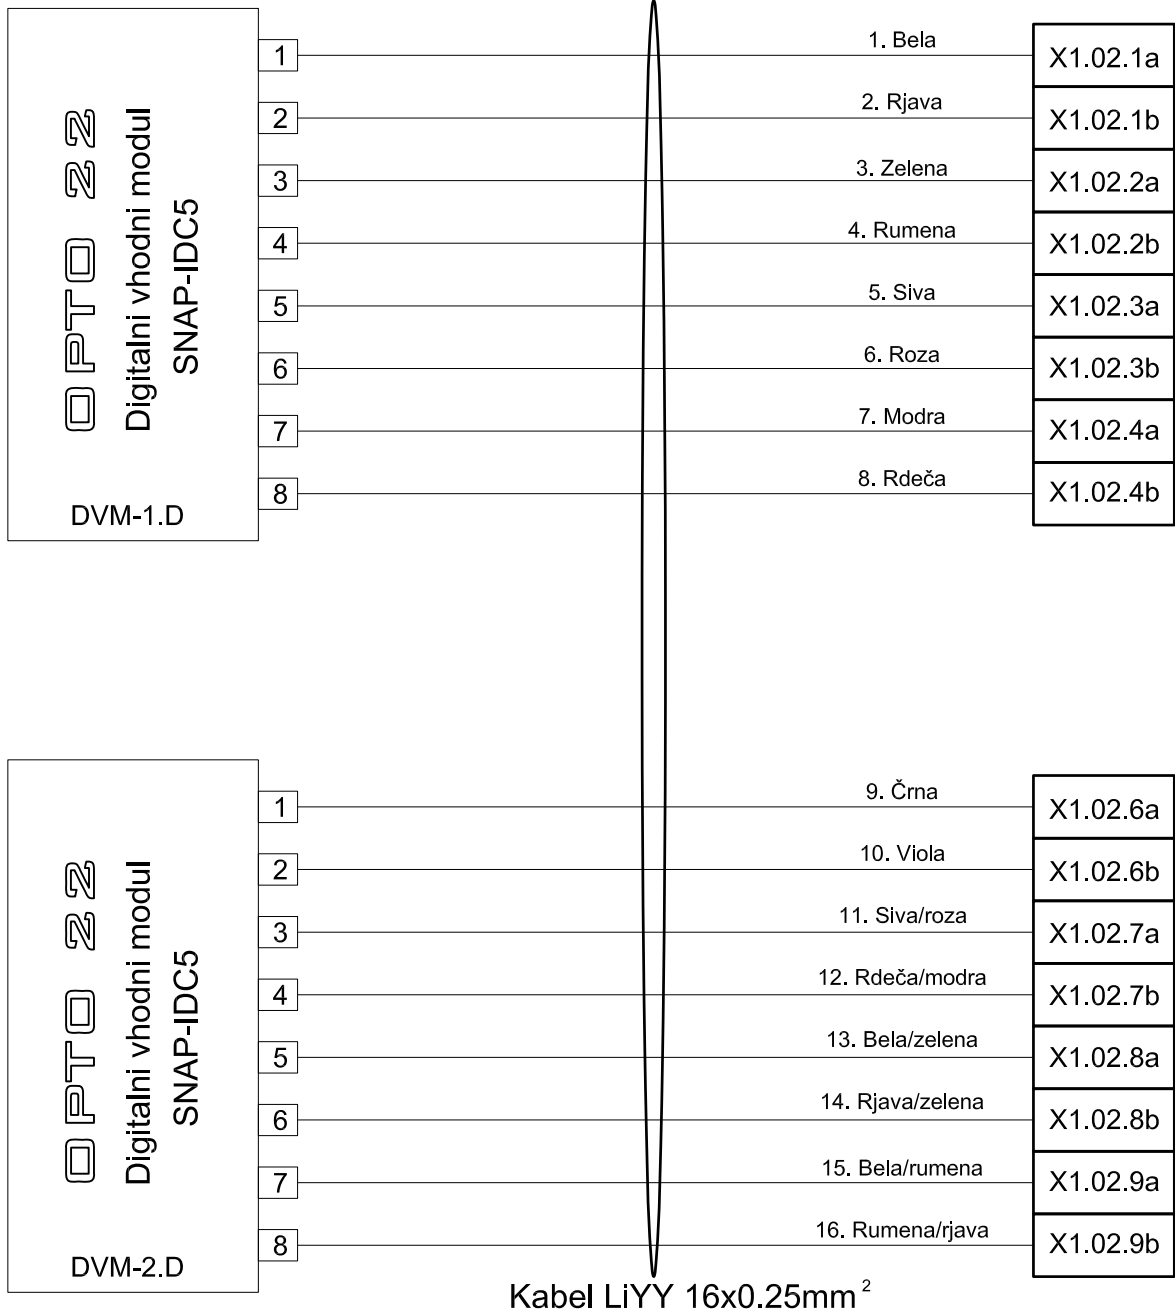 OPTO 22
Digitalni vhodni modul
SNAP-IDC5
DVM-1.D
1 1. Bela X1.02.1a
2 2. Rjava X1.02.1b
3 3. Zelena X1.02.2a
4 4. Rumena X1.02.2b
5 5. Siva X1.02.3a
6 6. Roza X1.02.3b
7 7. Modra X1.02.4a
8 8. Rdeča X1.02.4b
OPTO 22
Digitalni vhodni modul
SNAP-IDC5
DVM-2.D
1 9. Črna X1.02.6a
2 10. Viola X1.02.6b
3 11. Siva/roza X1.02.7a
4 12. Rdeča/modra X1.02.7b
5 13. Bela/zelena X1.02.8a
6 14. Rjava/zelena X1.02.8b
7 15. Bela/rumena X1.02.9a
8 16. Rumena/rjava X1.02.9b
Kabel LiYY 16x0.25mm²